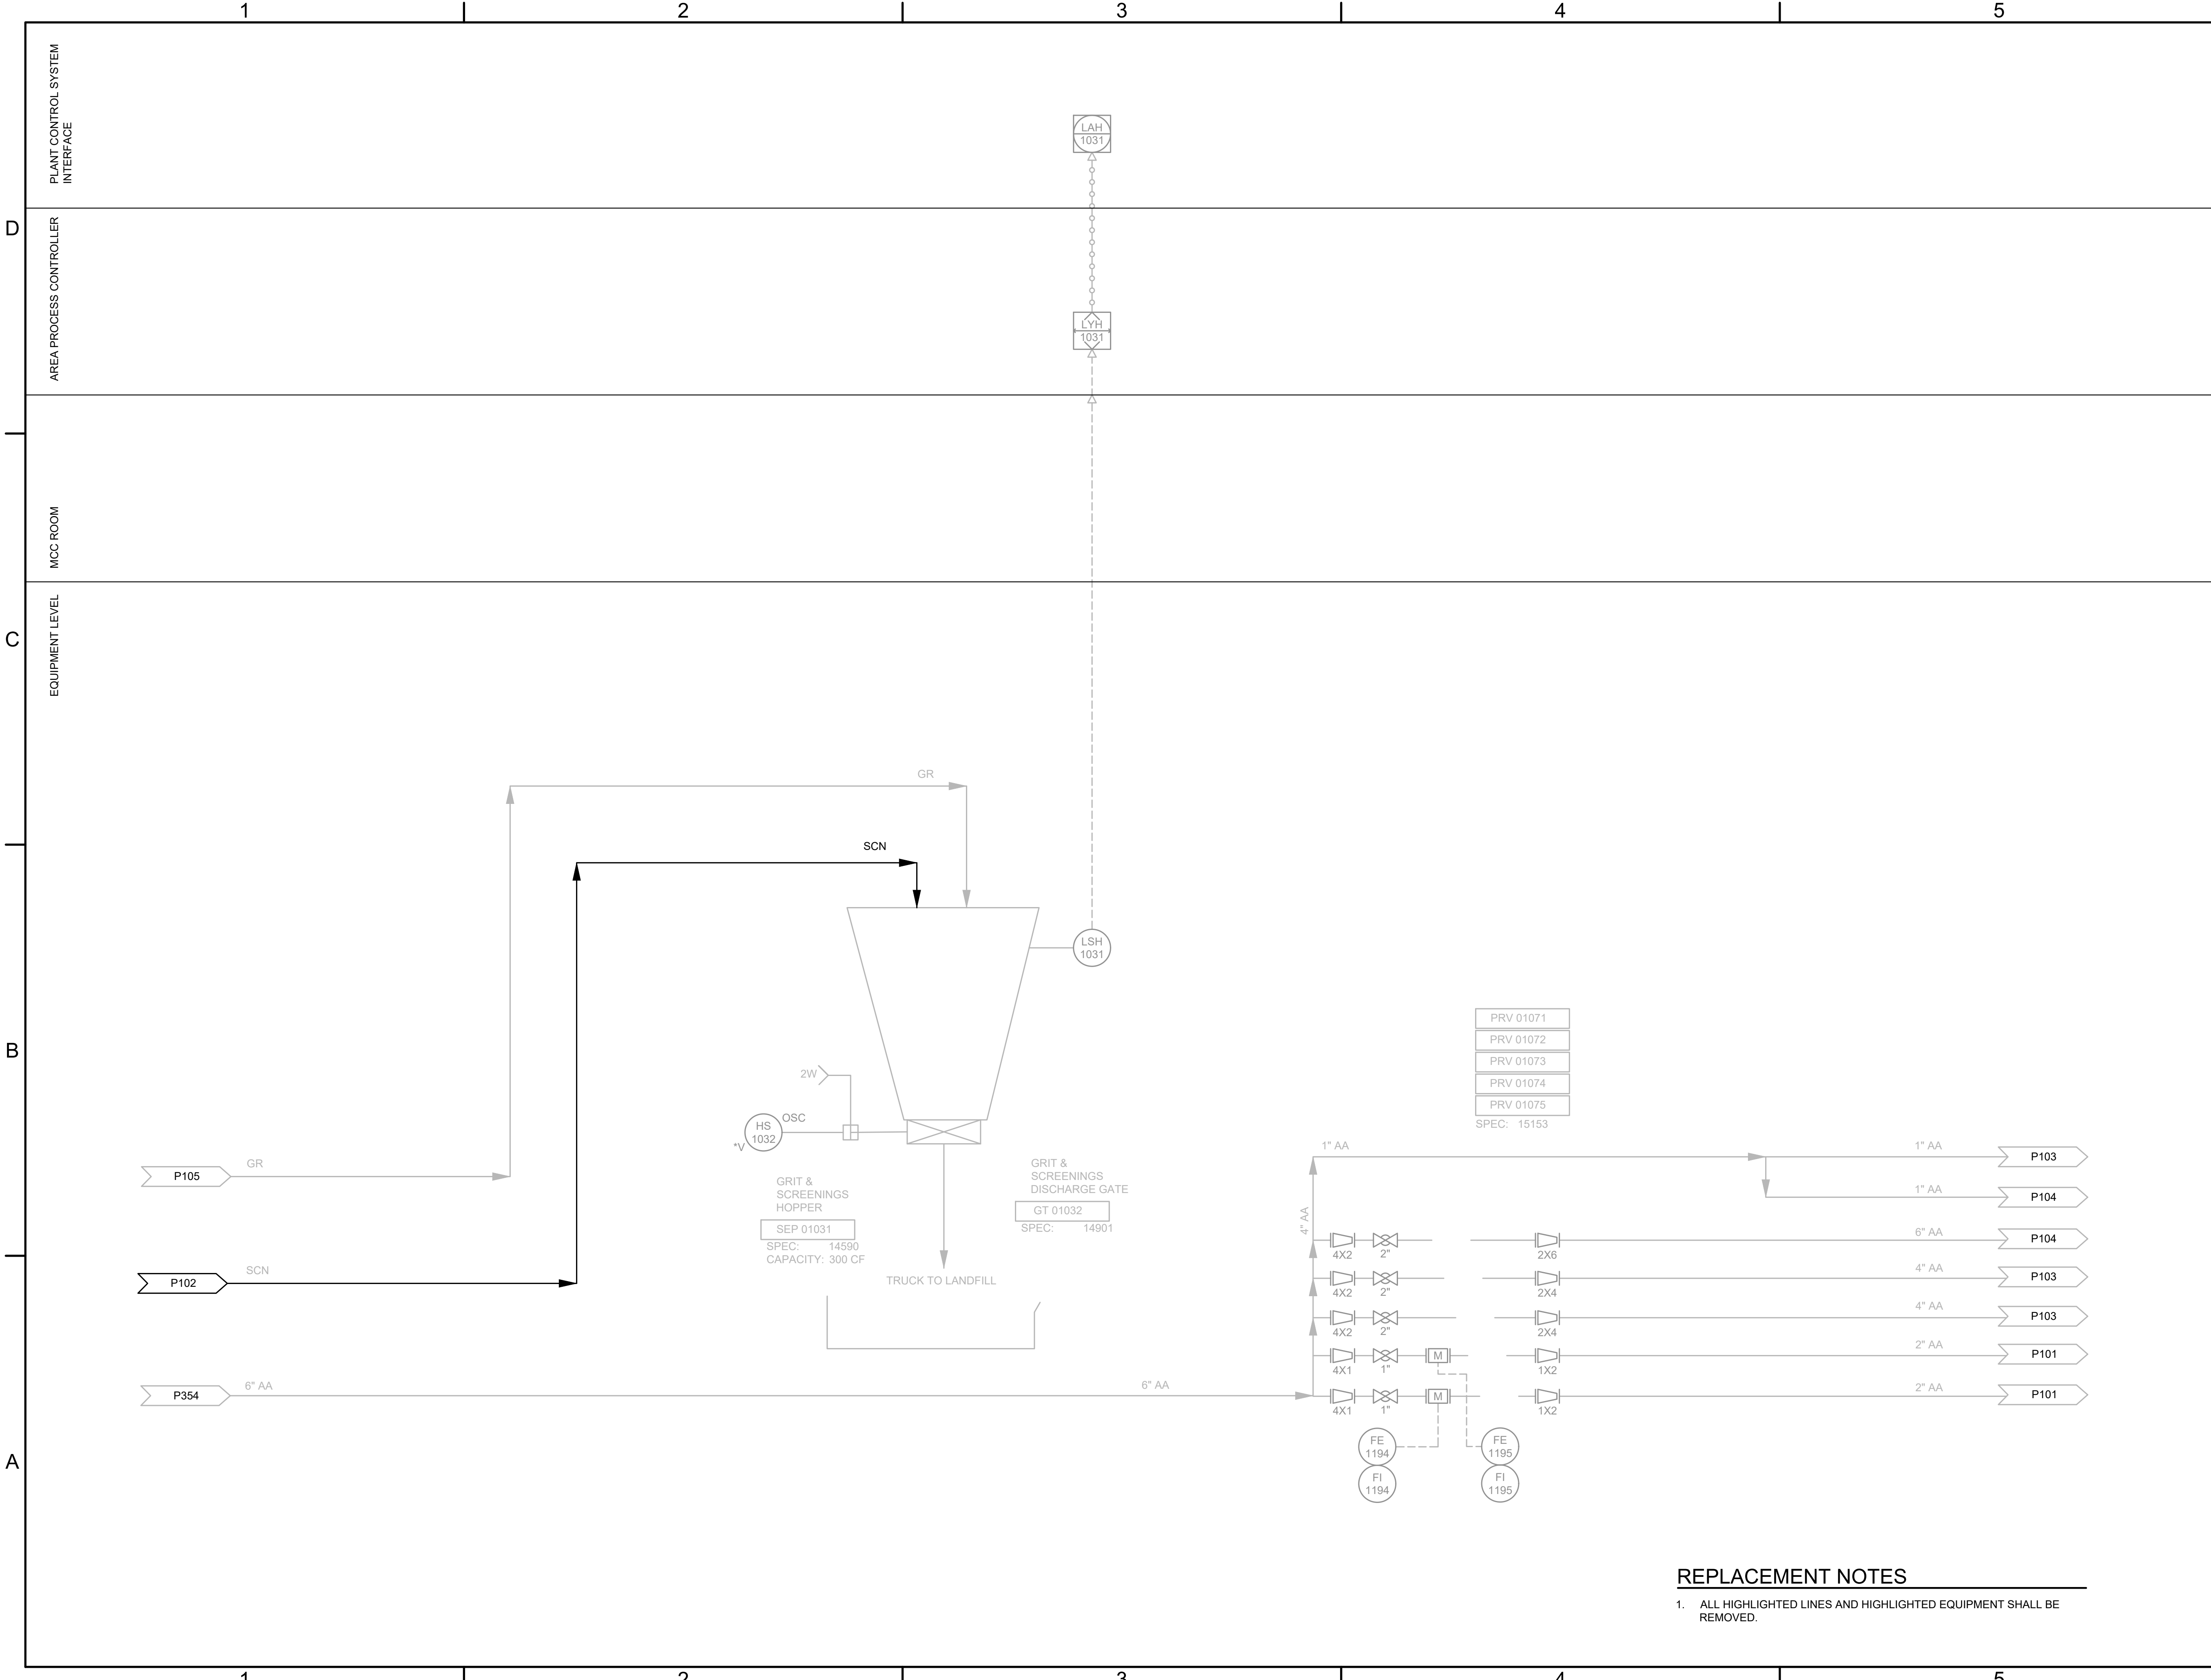 1 2 3 4 5
PLANT CONTROL SYSTEM
INTERFACE
LAH
1031
D
AREA PROCESS CONTROLLER
LYH
1031
MCC ROOM
EQUIPMENT LEVEL
C
GR
SCN
LSH
1031
B
PRV 01071
PRV 01072
PRV 01073
PRV 01074
PRV 01075
SPEC: 15153
2W
OSC
HS
1032
*V
P105
GR
GRIT &
SCREENINGS
HOPPER
SEP 01031
SPEC: 14590
CAPACITY: 300 CF
GRIT &
SCREENINGS
DISCHARGE GATE
GT 01032
SPEC: 14901
TRUCK TO LANDFILL
P102
SCN
P354
6" AA
6" AA
4" AA
1" AA
1" AA
P103
1" AA
P104
4X2
2"
2X6
6" AA
P104
4X2
2"
2X4
4" AA
P103
4X2
2"
2X4
4" AA
P103
4X1
1"
M
1X2
2" AA
P101
4X1
1"
M
1X2
2" AA
P101
A
FE
1194
FI
1194
FE
1195
FI
1195
REPLACEMENT NOTES
1. ALL HIGHLIGHTED LINES AND HIGHLIGHTED EQUIPMENT SHALL BE
REMOVED.
1 2 3 4 5